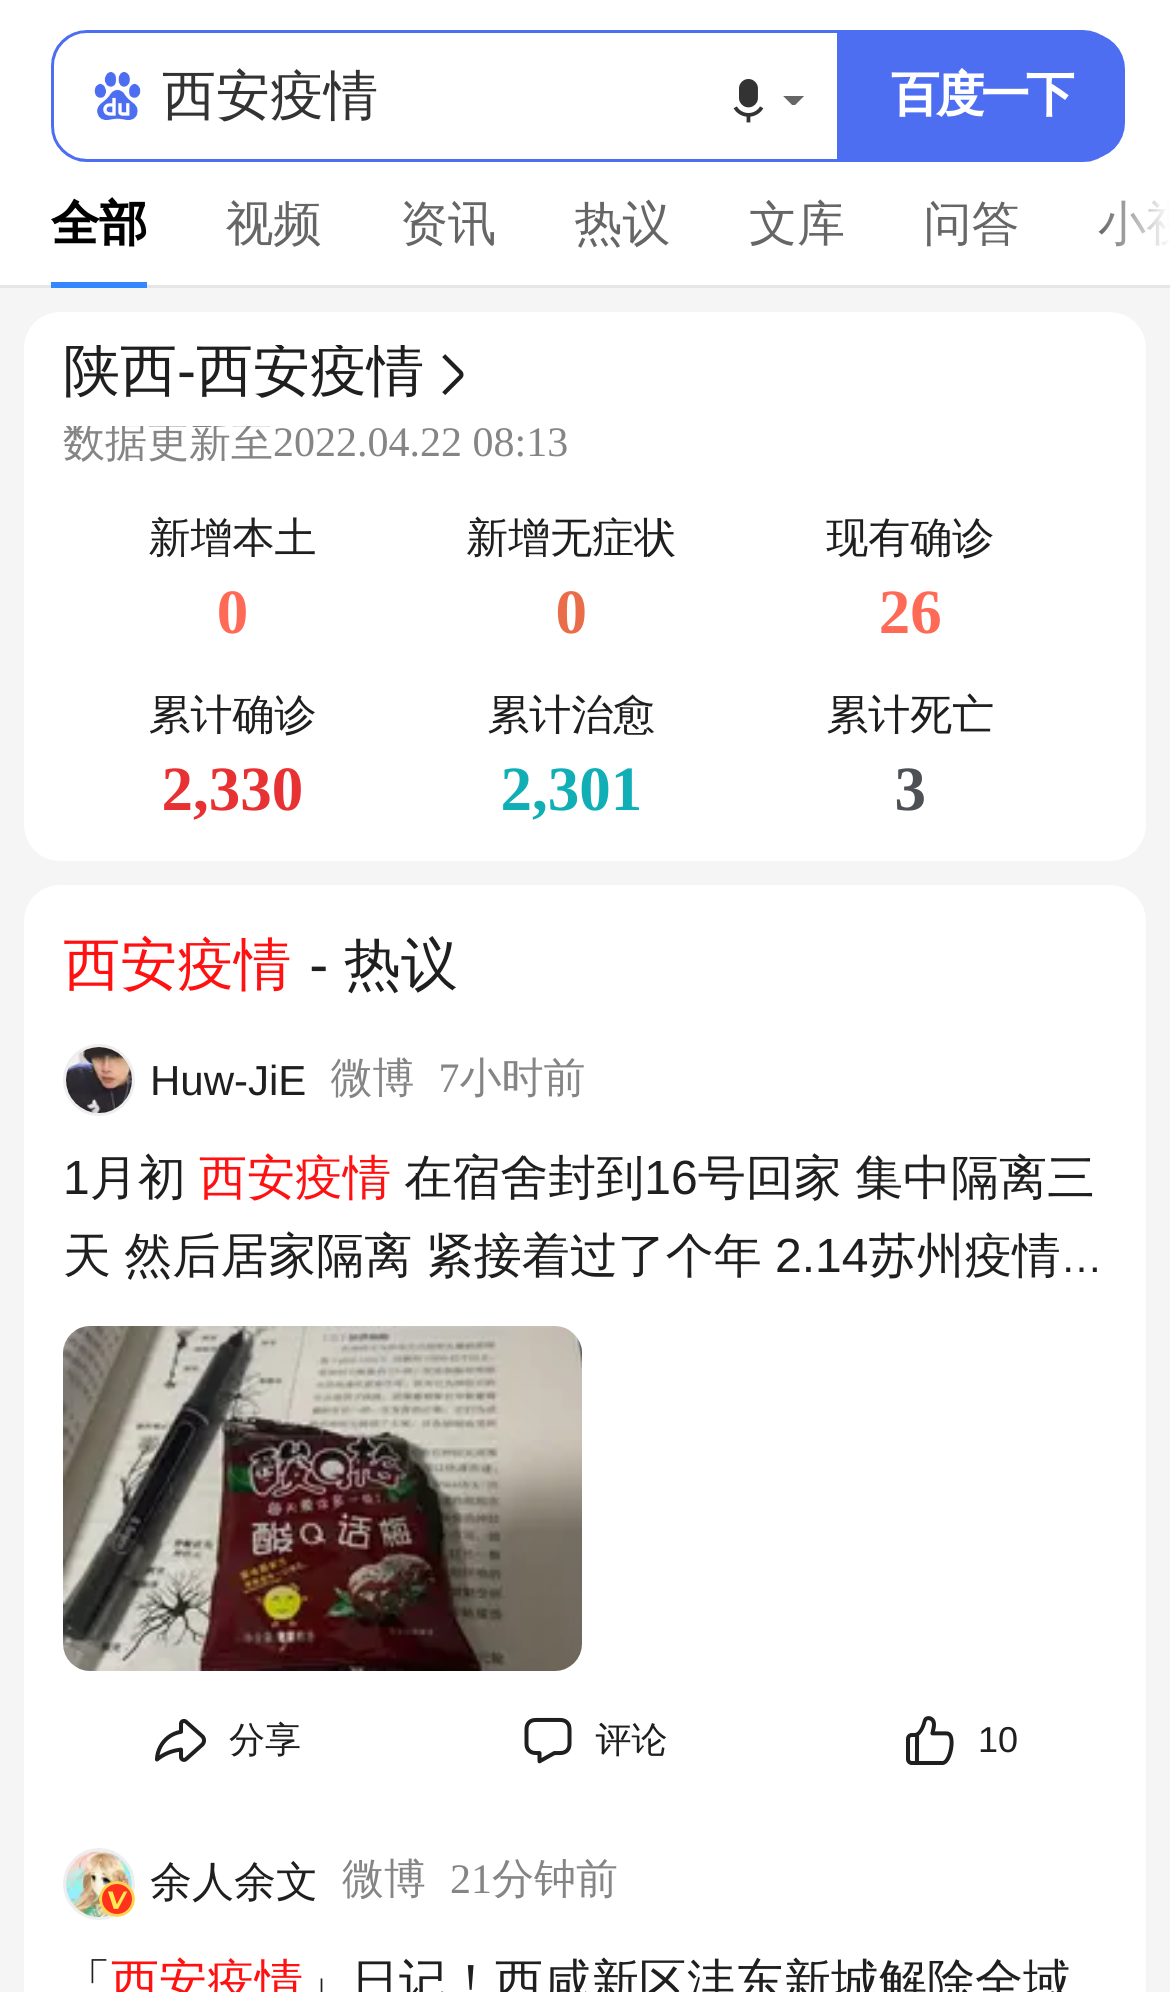 du 西安疫情 百度一下
全部 视频 资讯 热议 文库 问答 小
陕西-西安疫情
数据更新至2022.04.22 08:13
新增本土 新增无症状 现有确诊
0 0 26
累计确诊 累计治愈 累计死亡
2,330 2,301 3
西安疫情 - 热议
Huw-JiE 微博 7小时前
1月初 西安疫情 在宿舍封到16号回家 集中隔离三
天 然后居家隔离 紧接着过了个年 2.14苏州疫情...
酸Q梅
酸Q话梅
分享 评论 10
余人余文 微博 21分钟前
「西安疫情」日记！西咸新区沣东新城解除全域